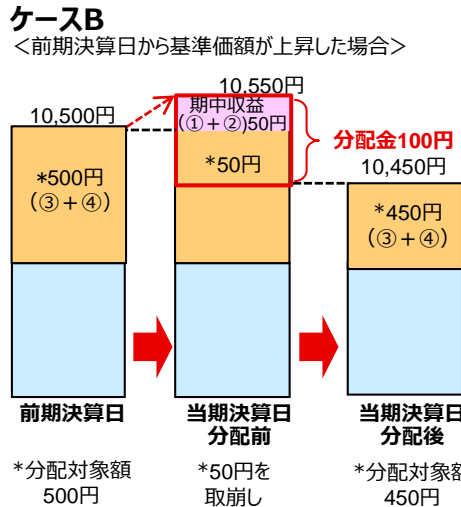 ケースB
<前期決算日から基準価額が上昇した場合>
10,550円
10,500円
期中収益
(①+②)50円
分配金100円
*50円
10,450円
*500円
(③+④)
*450円
(③+④)
前期決算日
当期決算日
分配前
当期決算日
分配後
*分配対象額
500円
*50円を
取崩し
*分配対象額
450円